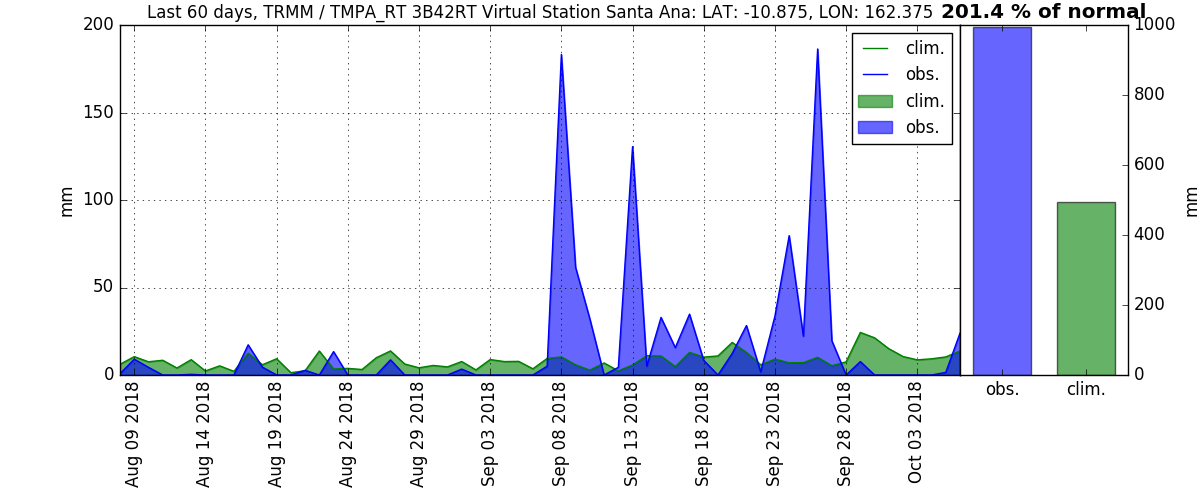 Last 60 days, TRMM / TMPA_RT 3B42RT Virtual Station Santa Ana: LAT: -10.875, LON: 162.375 201.4 % of normal
200
150
100
50
0
mm
clim.
obs.
clim.
obs.
1000
800
600
400
200
0
mm
Aug 09 2018
Aug 14 2018
Aug 19 2018
Aug 24 2018
Aug 29 2018
Sep 03 2018
Sep 08 2018
Sep 13 2018
Sep 18 2018
Sep 23 2018
Sep 28 2018
Oct 03 2018
obs.
clim.